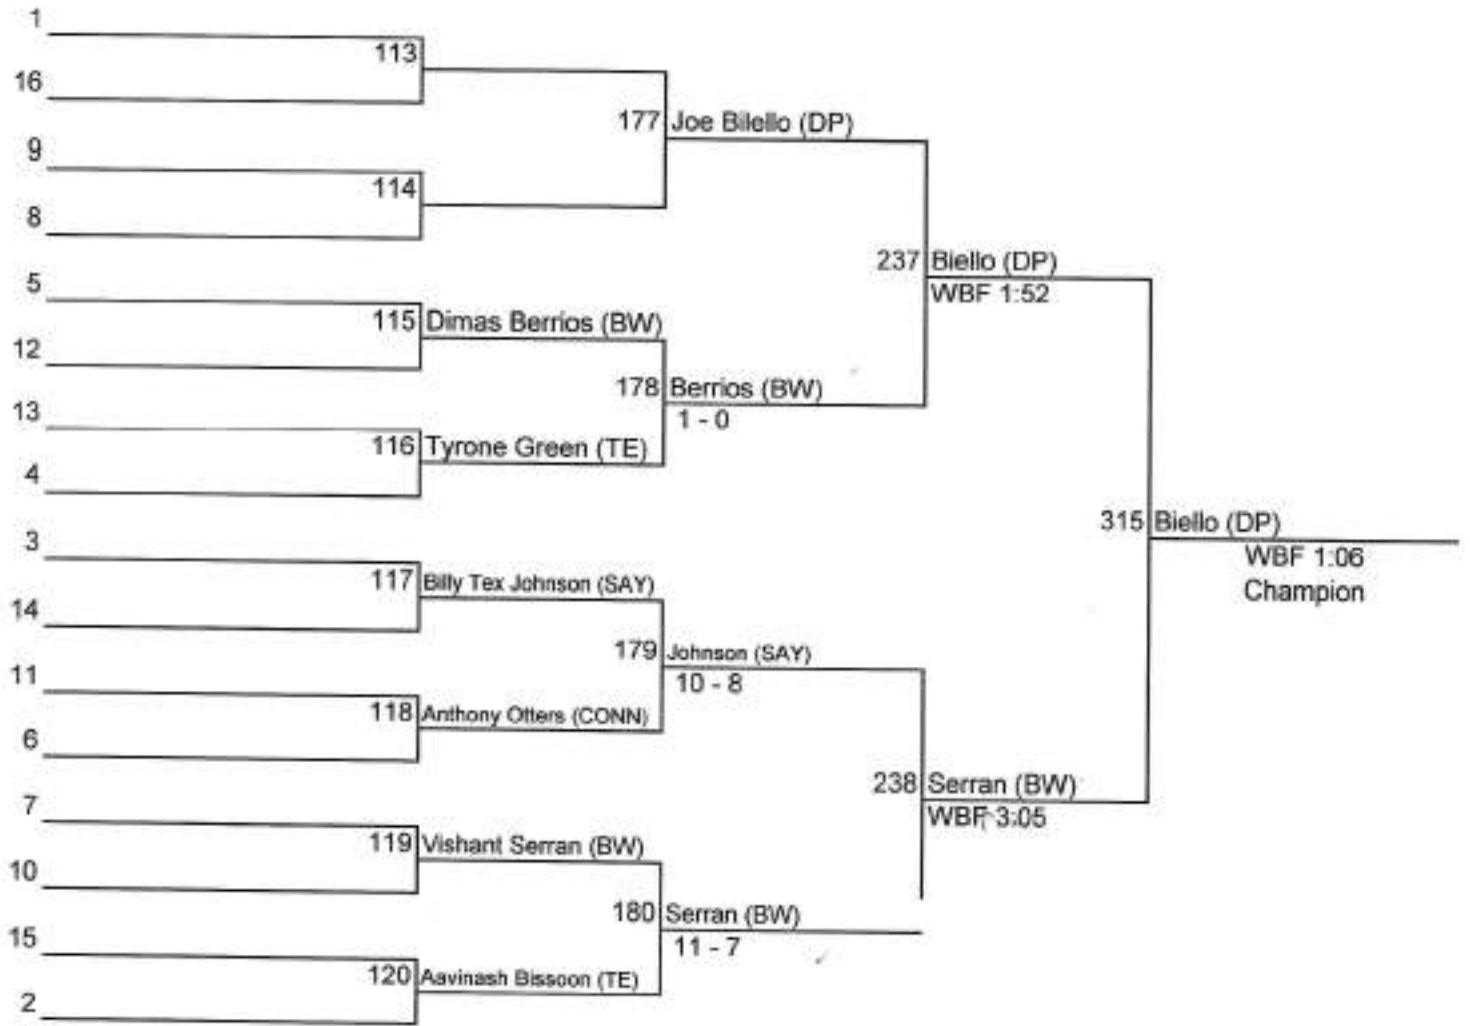 1
113
16
177 Joe Bilello (DP)
9
114
8
237 Biello (DP)
WBF 1:52
5
115 Dimas Berrios (BW)
12
178 Berrios (BW)
1 - 0
13
116 Tyrone Green (TE)
4
315 Biello (DP)
WBF 1:06
Champion
3
117 Billy Tex Johnson (SAY)
14
179 Johnson (SAY)
10 - 8
11
118 Anthony Otters (CONN)
6
238 Serran (BW)
WBF 3:05
7
119 Vishant Serran (BW)
10
180 Serran (BW)
11 - 7
15
120 Aavinash Bissoon (TE)
2